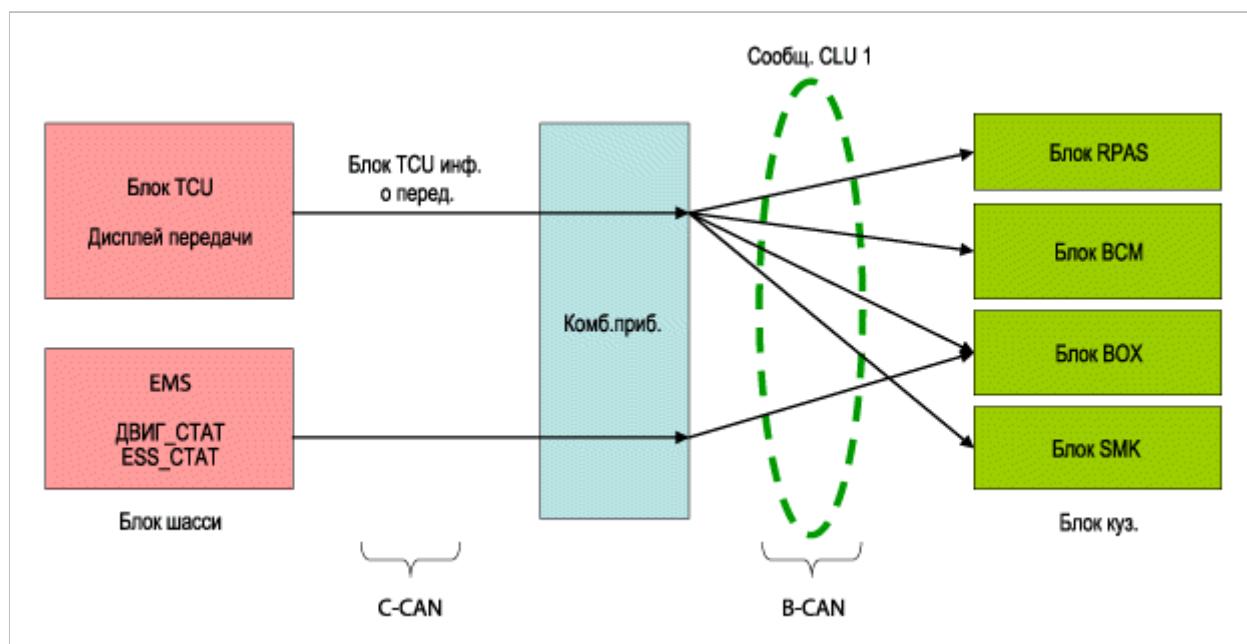 Сообщ. CLU 1
Блок TCU
Дисплей передачи
Блок TCU инф.
о перед.
Комб.приб.
Блок RPAS
Блок BCM
Блок BOX
Блок SMK
EMS
ДВИГ_СТАТ
ESS_СТАТ
Блок шасси
Блок куз.
C-CAN
B-CAN